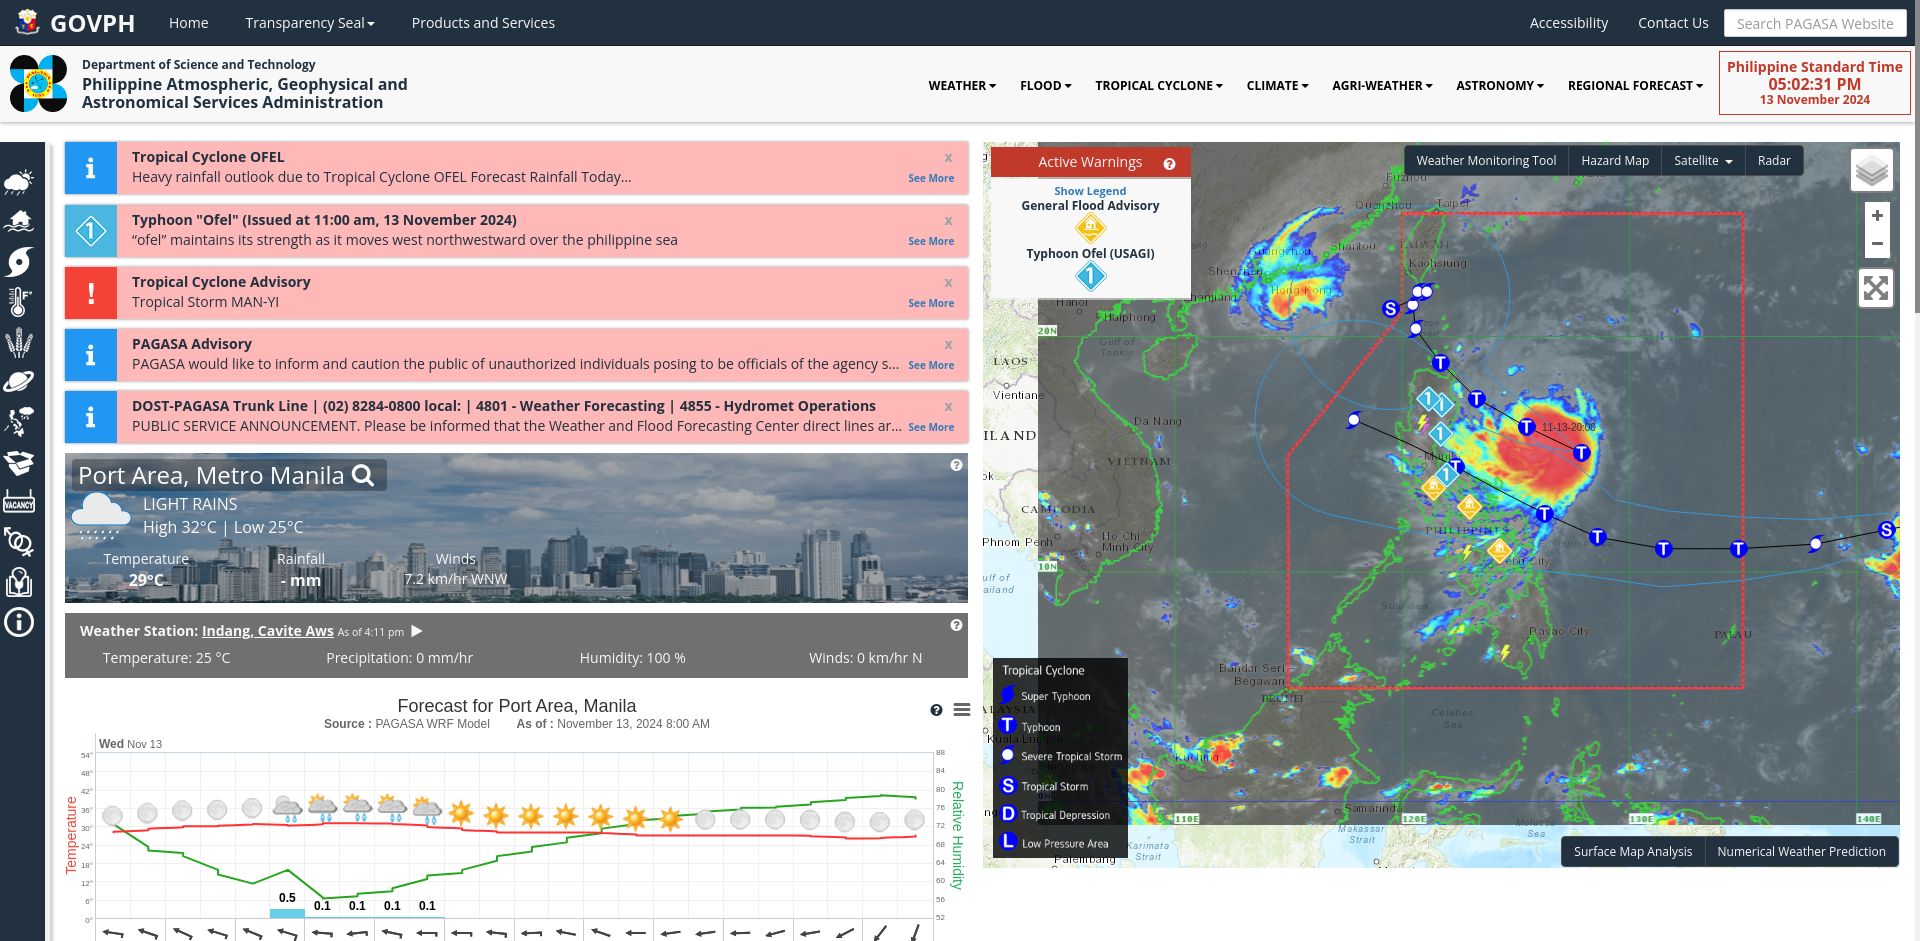 GOVPH
Home
Transparency Seal
Products and Services
Accessibility
Contact Us
Search PAGASA Website
Department of Science and Technology
Philippine Atmospheric, Geophysical and
Astronomical Services Administration
WEATHER
FLOOD
TROPICAL CYCLONE
CLIMATE
AGRI-WEATHER
ASTRONOMY
REGIONAL FORECAST
Philippine Standard Time
05:02:31 PM
13 November 2024
Tropical Cyclone OFEL
x
Heavy rainfall outlook due to Tropical Cyclone OFEL Forecast Rainfall Today...
See More
1
Typhoon "Ofel" (Issued at 11:00 am, 13 November 2024)
x
“ofel” maintains its strength as it moves west northwestward over the philippine sea
See More
!
Tropical Cyclone Advisory
x
Tropical Storm MAN-YI
See More
PAGASA Advisory
x
PAGASA would like to inform and caution the public of unauthorized individuals posing to be officials of the agency s...
See More
DOST-PAGASA Trunk Line | (02) 8284-0800 local: | 4801 - Weather Forecasting | 4855 - Hydromet Operations
x
PUBLIC SERVICE ANNOUNCEMENT. Please be informed that the Weather and Flood Forecasting Center direct lines ar...
See More
VACANCY
Port Area, Metro Manila
LIGHT RAINS
High 32°C | Low 25°C
Temperature
Rainfall
Winds
29°C
- mm
7.2 km/hr WNW
Weather Station: Indang, Cavite Aws As of 4:11 pm
Temperature: 25 °C
Precipitation: 0 mm/hr
Humidity: 100 %
Winds: 0 km/hr N
Forecast for Port Area, Manila
Source : PAGASA WRF Model
As of : November 13, 2024 8:00 AM
Wed Nov 13
Temperature
54°
48°
42°
36°
30°
24°
18°
12°
6°
0°
0.5
0.1
0.1
0.1
0.1
88
84
80
76
72
68
64
60
56
52
Relative Humidity
Active Warnings
Show Legend
General Flood Advisory
Typhoon Ofel (USAGI)
1
Weather Monitoring Tool
Hazard Map
Satellite
Radar
+
−
Fuzhou
Quanzhou
Taipei
TAIWAN
Guangzhou
Shantou
Kaohsiung
Shenzhen
Hong Kong
Zhanjiang
Hanoi
Haiphong
20N
Gulf of
Tonkin
LAOS
Vientiane
Da Nang
ILAND
VIETNAM
11-13-20:00
Manila
CAMBODIA
Phnom Penh
Ho Chi
Minh City
PHILIPPINES
Cebu City
10N
ulf of
ailand
Sulu Sea
Davao City
PALAU
Bandar Seri
Begawan
BRUNEI
Celebes
Sea
Kuala Lumpur
Kuching
Samarinda
110E
120E
130E
140E
Makassar
Strait
Molucca
Sea
Karimata
Strait
Palembang
Tropical Cyclone
Super Typhoon
T Typhoon
Severe Tropical Storm
S Tropical Storm
D Tropical Depression
L Low Pressure Area
Surface Map Analysis
Numerical Weather Prediction